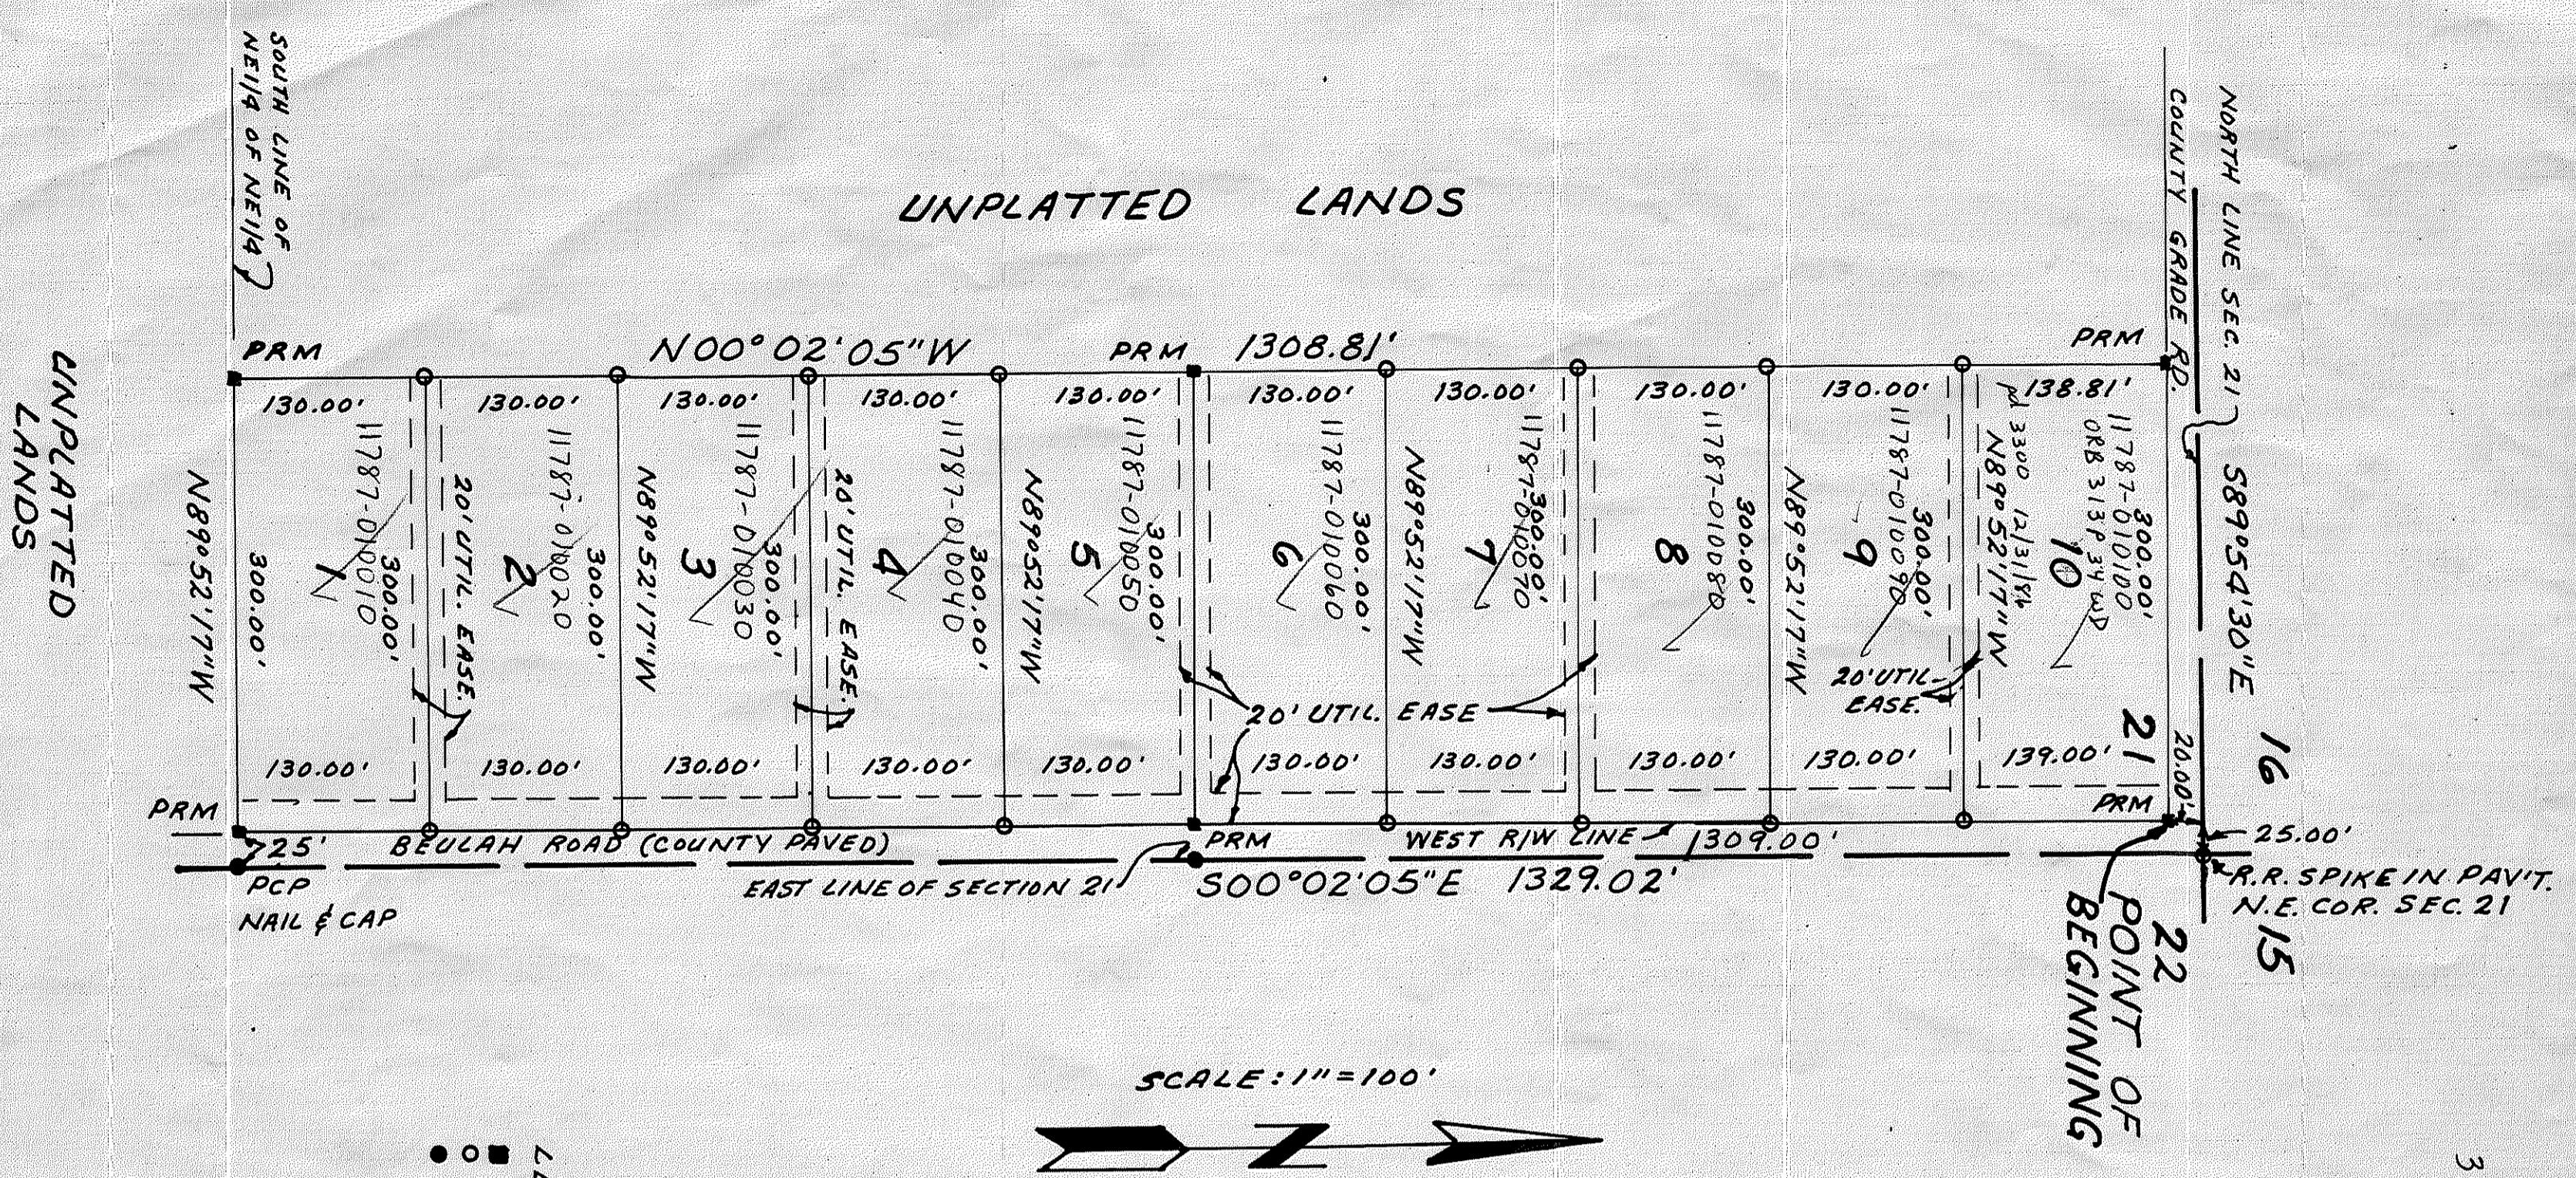 SOUTH LINE OF
NE1/4 OF NE1/4
NORTH LINE SEC. 21
COUNTY GRADE RD.
S89°54'30"E
UNPLATTED LANDS
UNPLATTED
LANDS
PRM
N00°02'05"W
PRM
1308.81'
PRM
130.00'
130.00'
130.00'
130.00'
130.00'
130.00'
130.00'
130.00'
130.00'
138.81'
N89°52'17"W
300.00'
1
11787-010010
300.00'
20' UTIL. EASE.
2
11787-010020
300.00'
N89°52'17"W
3
11787-010030
300.00'
20' UTIL. EASE.
4
11787-010040
300.00'
N89°52'17"W
5
11787-010050
300.00'
6
11787-010060
300.00'
N89°52'17"W
7
11787-010070
300.00'
8
11787-010080
300.00'
N89°52'17"W
9
11787-010090
300.00'
20' UTIL.
EASE.
N89°52'17"W
3300 12/31/86
10
ORB 313 P 34 WD
11787-010100
300.00'
20' UTIL. EASE
130.00'
130.00'
130.00'
130.00'
130.00'
130.00'
130.00'
130.00'
130.00'
139.00'
21
20.00'
16
PRM
PRM
25'
BEULAH ROAD (COUNTY PAVED)
PRM
WEST R/W LINE
1309.00'
25.00'
PCP
NAIL & CAP
EAST LINE OF SECTION 21
S00°02'05"E 1329.02'
R.R. SPIKE IN PAV'T.
N.E. COR. SEC. 21
22
15
POINT OF
BEGINNING
SCALE: 1"=100'
N
3